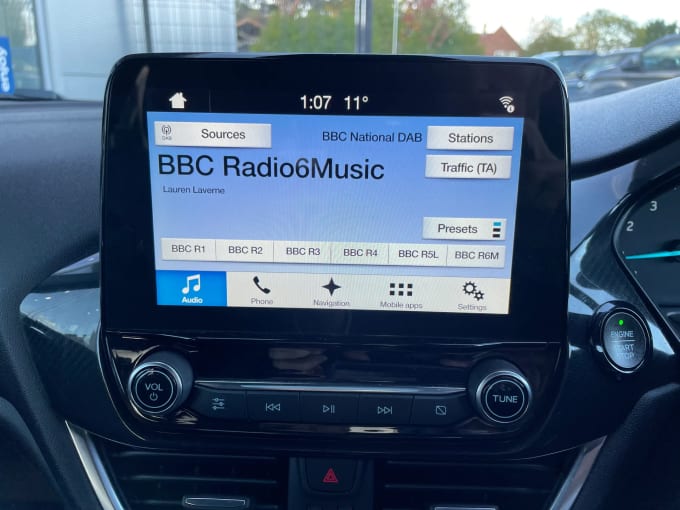 1:07 11°
DAB
Sources
BBC National DAB
Stations
BBC Radio6Music
Traffic (TA)
Lauren Laverne
Presets
BBC R1
BBC R2
BBC R3
BBC R4
BBC R5L
BBC R6M
Audio
Phone
Navigation
Mobile apps
Settings
VOL
TUNE
ENGINE
START
STOP
2
3